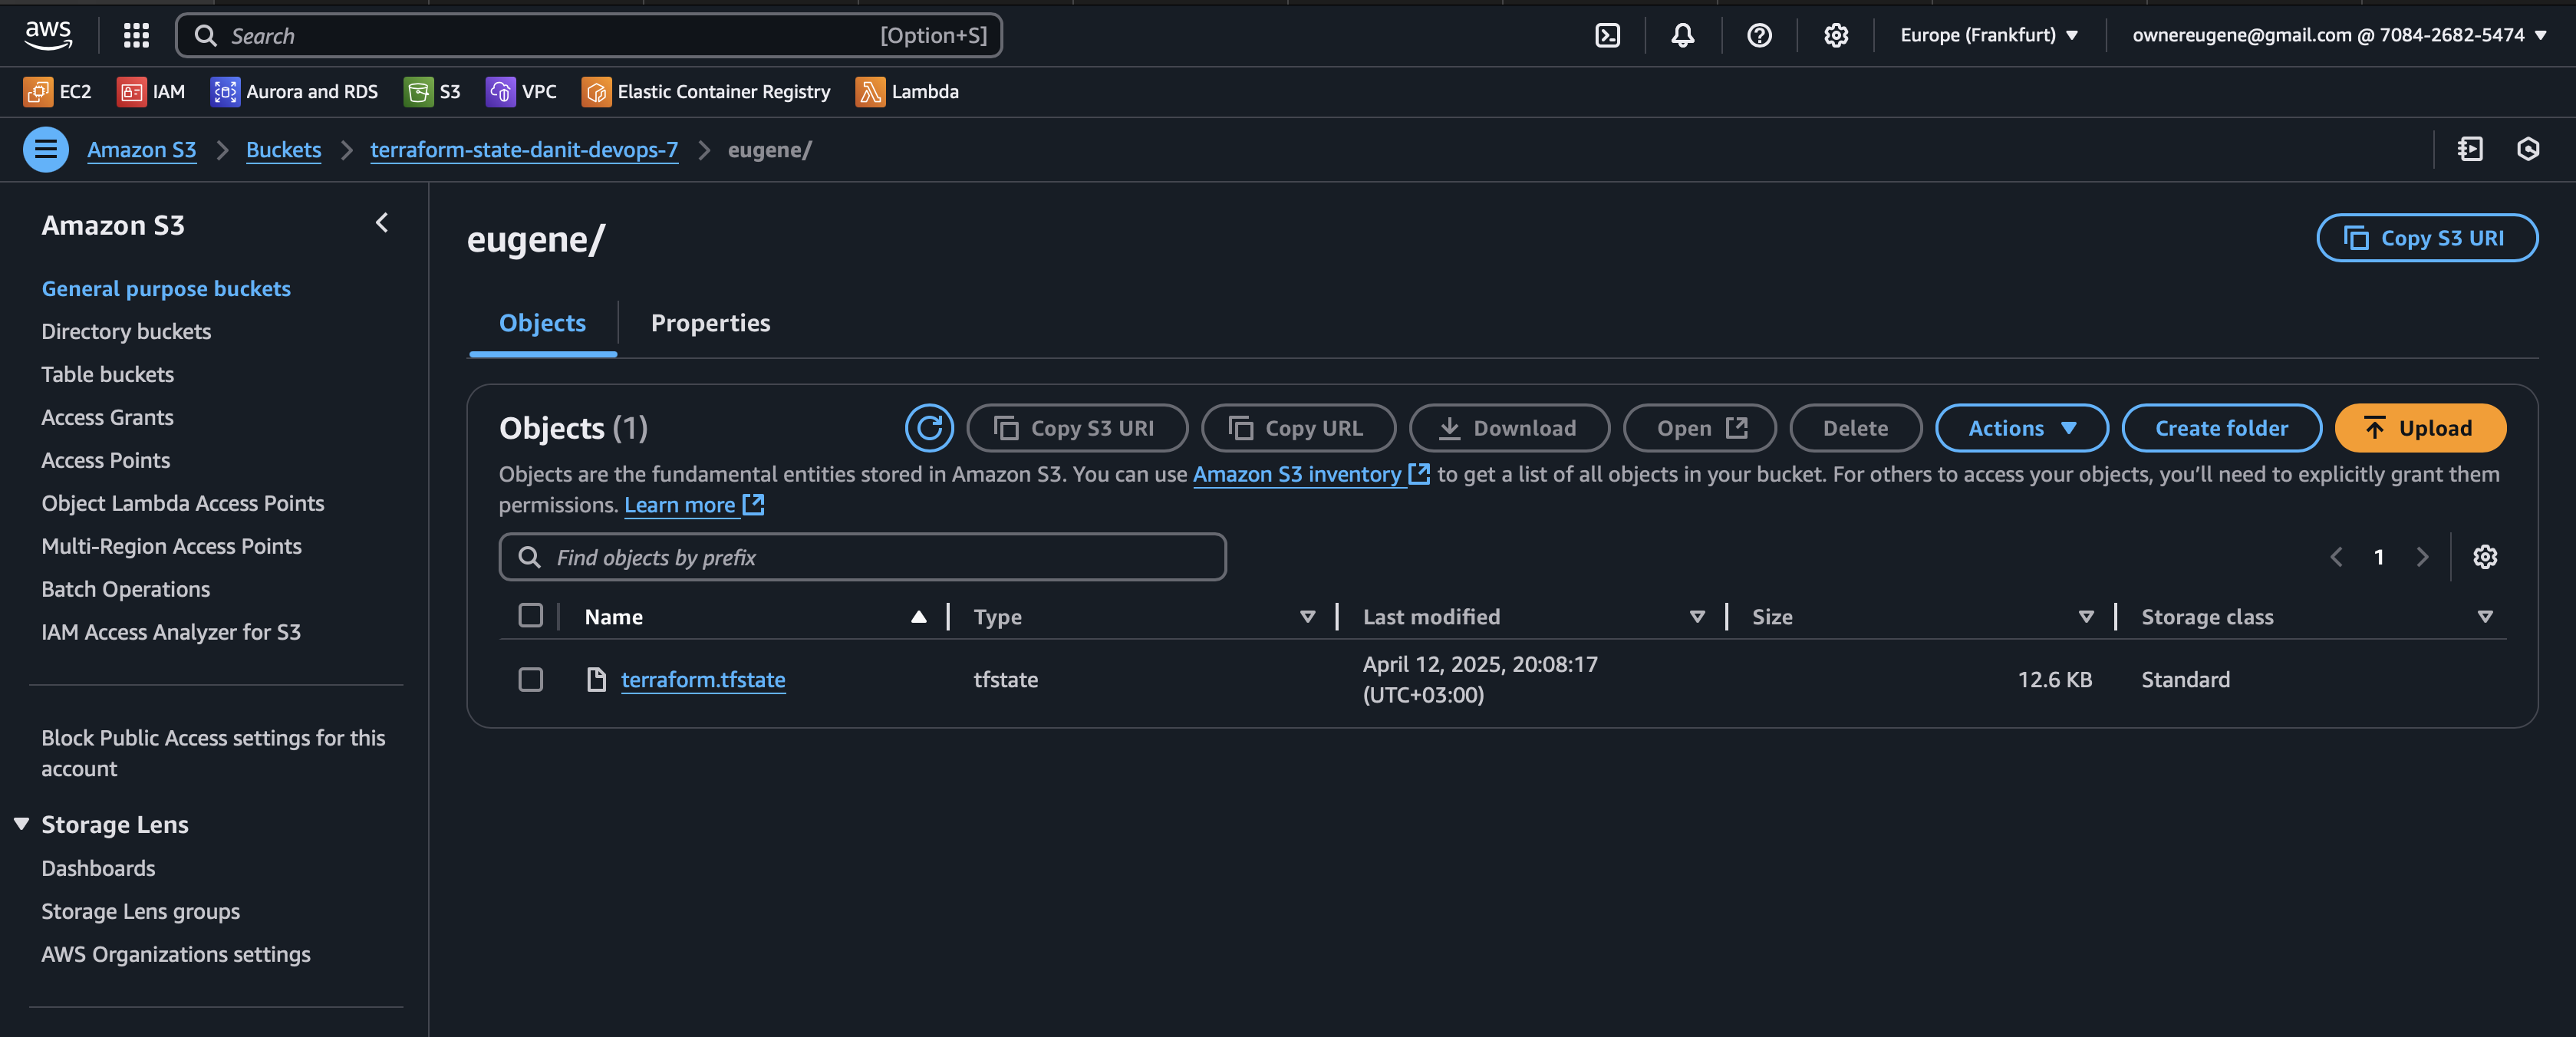 aws
Search [Option+S]
Europe (Frankfurt)
ownereugene@gmail.com @ 7084-2682-5474
EC2 IAM Aurora and RDS S3 VPC Elastic Container Registry Lambda
Amazon S3 Buckets terraform-state-danit-devops-7 eugene/
Amazon S3
General purpose buckets
Directory buckets
Table buckets
Access Grants
Access Points
Object Lambda Access Points
Multi-Region Access Points
Batch Operations
IAM Access Analyzer for S3
Block Public Access settings for this
account
Storage Lens
Dashboards
Storage Lens groups
AWS Organizations settings
eugene/
Copy S3 URI
Objects Properties
Objects (1)
Copy S3 URI Copy URL Download Open Delete Actions Create folder Upload
Objects are the fundamental entities stored in Amazon S3. You can use Amazon S3 inventory to get a list of all objects in your bucket. For others to access your objects, you’ll need to explicitly grant them
permissions. Learn more
Find objects by prefix
1
Name Type Last modified Size Storage class
terraform.tfstate tfstate April 12, 2025, 20:08:17
(UTC+03:00) 12.6 KB Standard